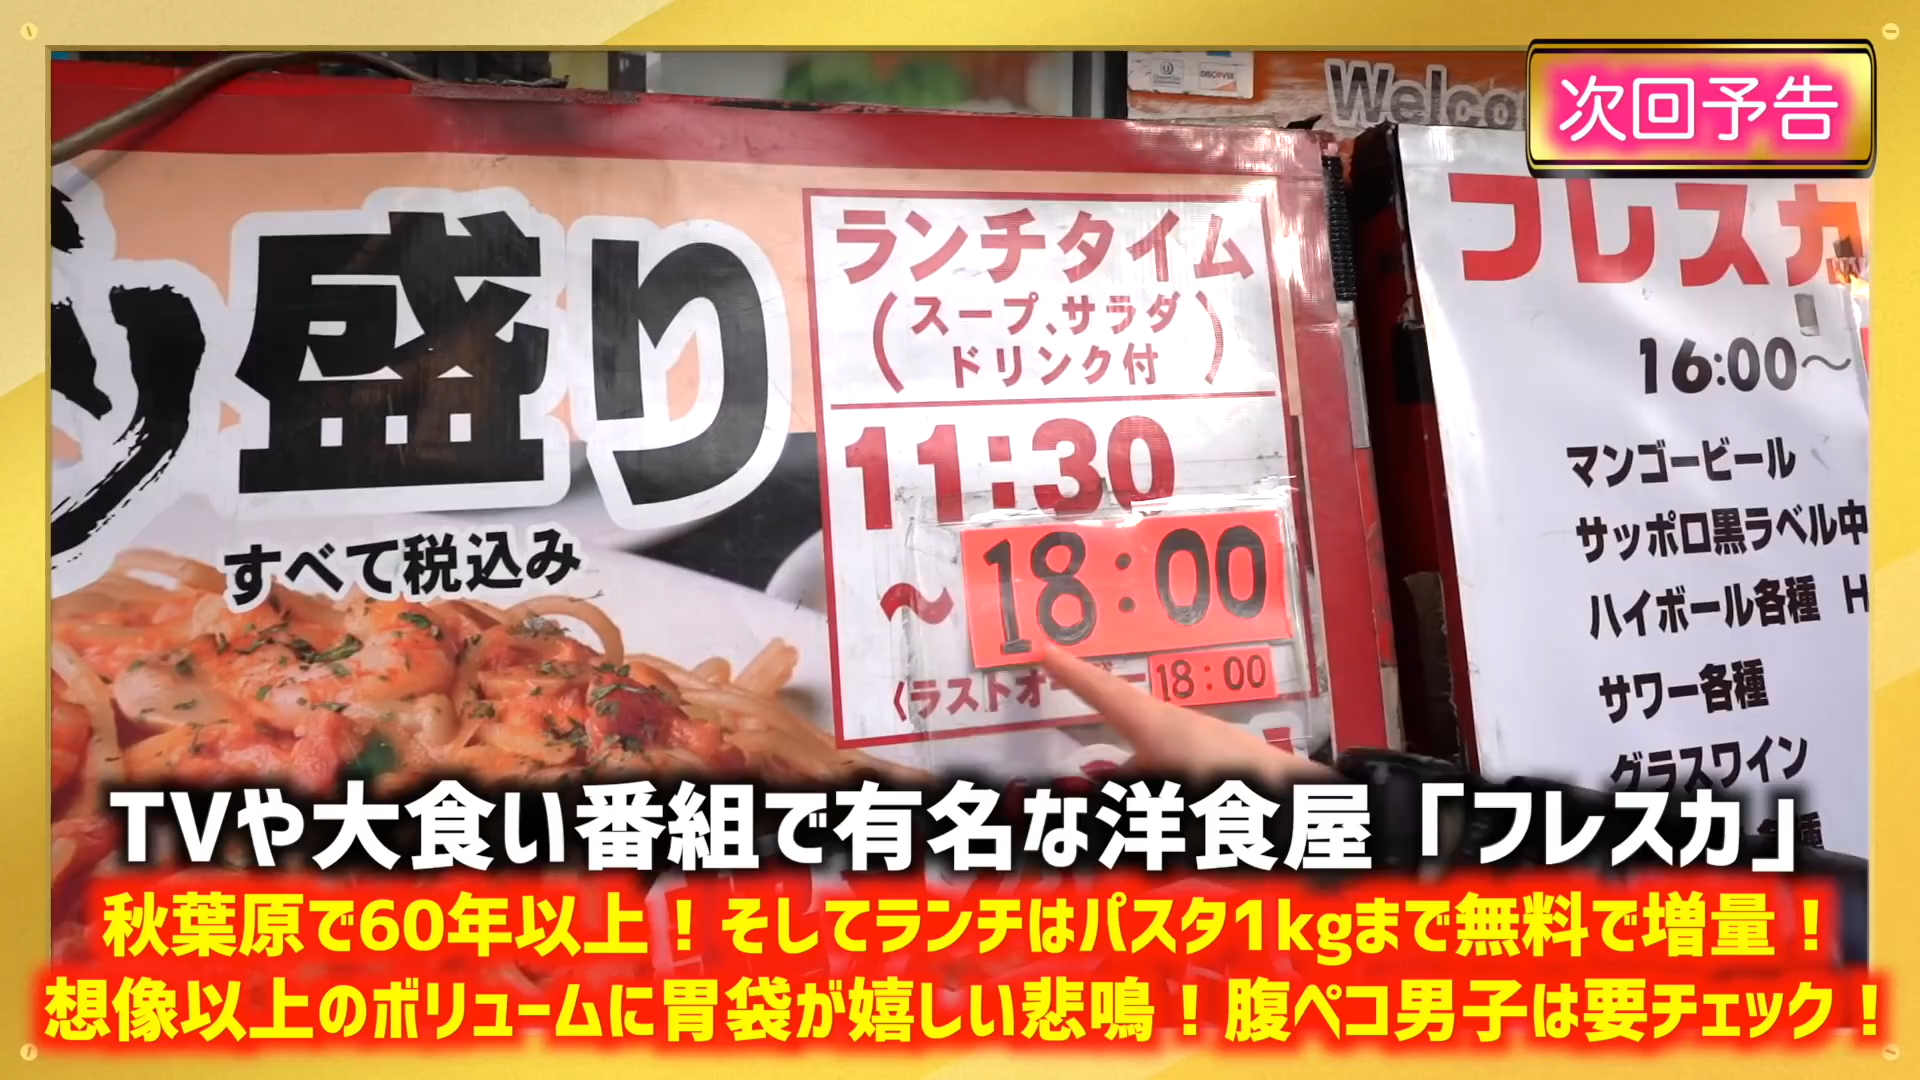 次回予告
DISCOVER
Welco
盛り
すべて税込み
ランチタイム
(スープ、サラダ
ドリンク付)
11:30
~18:00
〈ラストオーダー 18:00
フレスカ
16:00~
マンゴービール
サッポロ黒ラベル中
ハイボール各種 H
サワー各種
グラスワイン
各種
TVや大食い番組で有名な洋食屋「フレスカ」
秋葉原で60年以上!そしてランチはパスタ1kgまで無料で増量!
想像以上のボリュームに胃袋が嬉しい悲鳴!腹ペコ男子は要チェック!